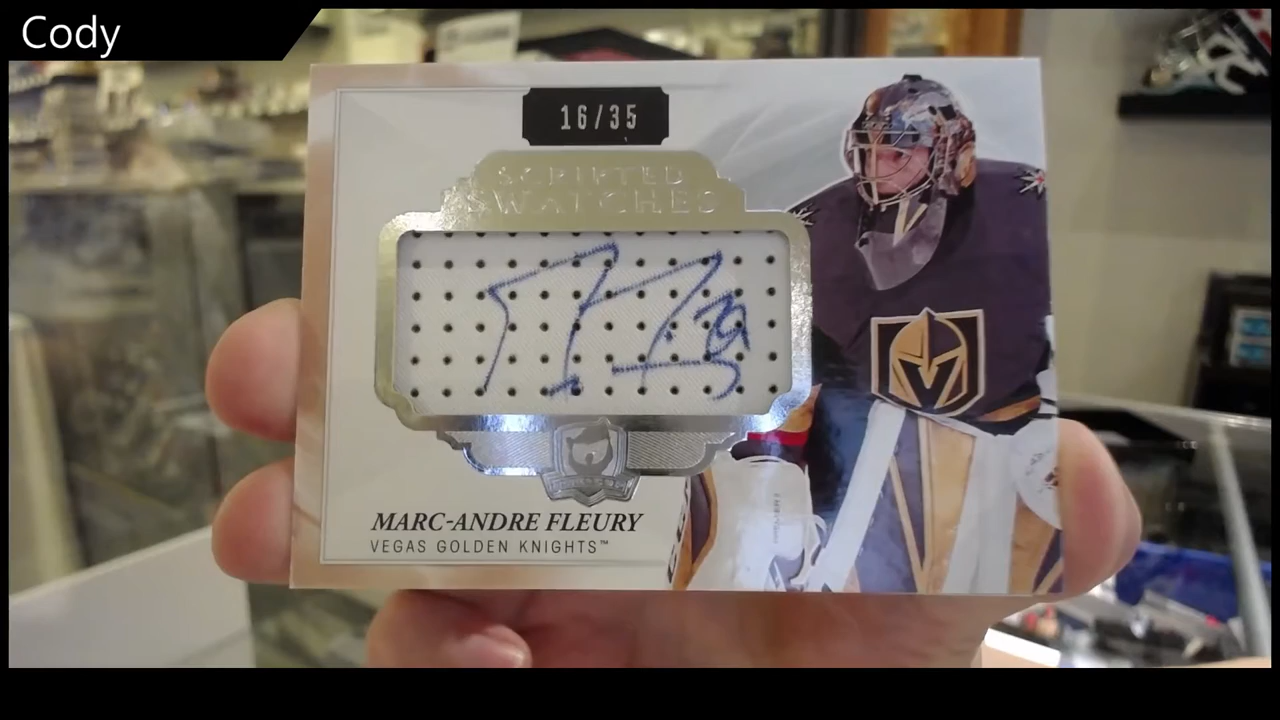 Cody
16/35
SCRIPTED
SWATCHES
MARC-ANDRE FLEURY
VEGAS GOLDEN KNIGHTS™